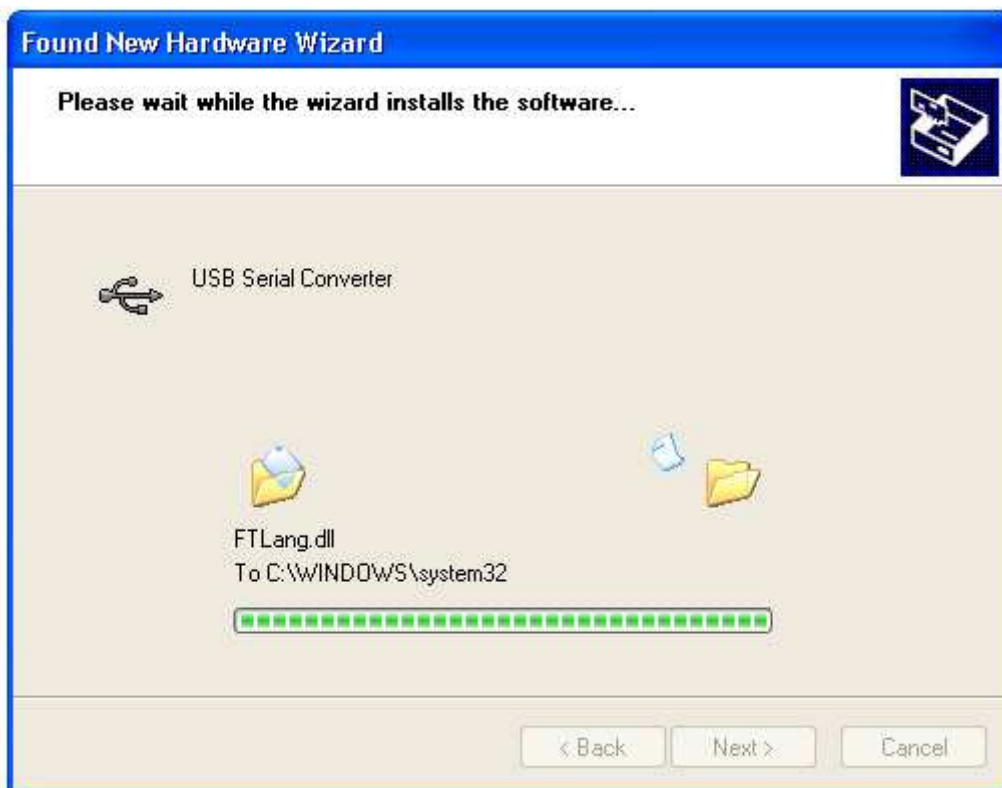 Found New Hardware Wizard
Please wait while the wizard installs the software...
USB Serial Converter
FTLang.dll
To C:\WINDOWS\system32
< Back Next > Cancel